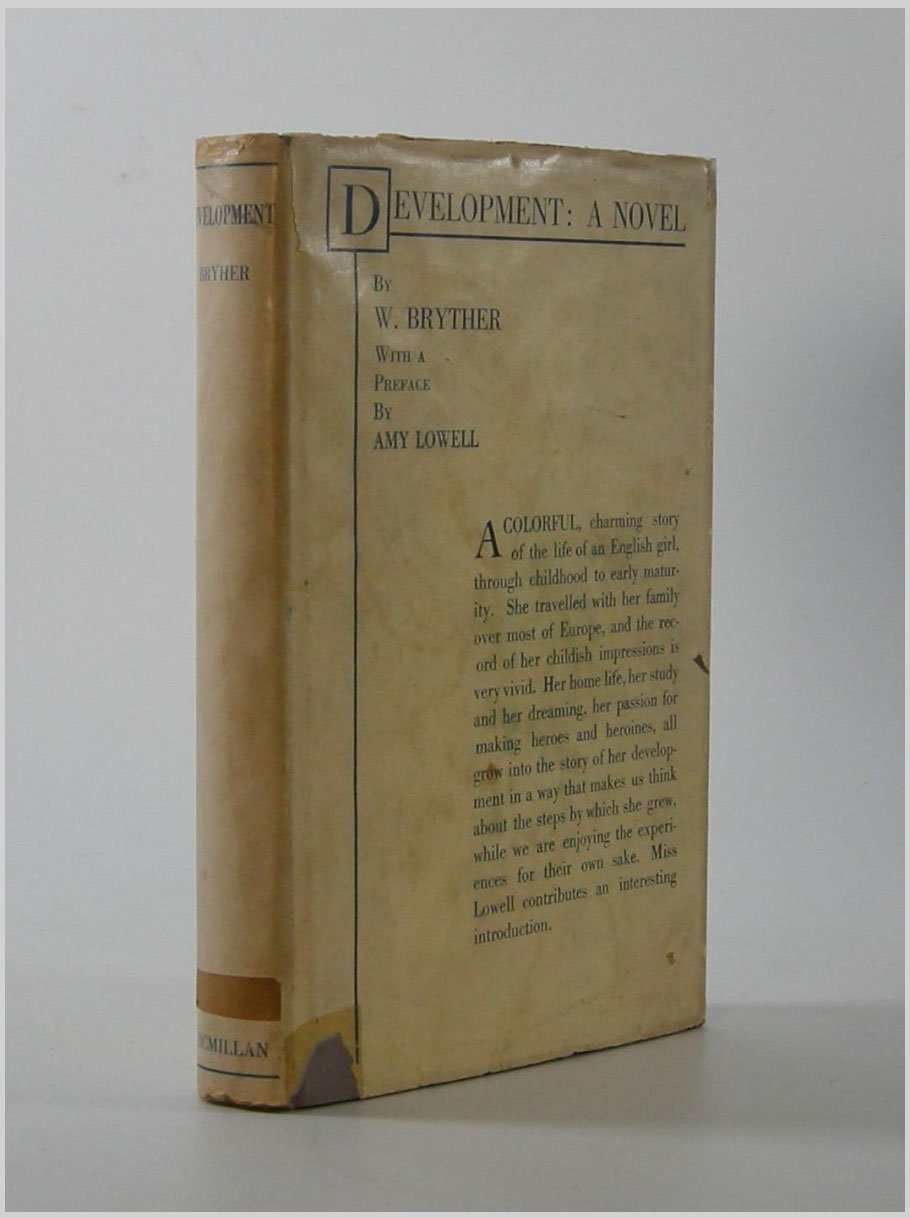 VELOPMENT
BRYHER
MILLAN
DEVELOPMENT: A NOVEL
BY
W. BRYTHER
WITH A
PREFACE
BY
AMY LOWELL
A COLORFUL, charming story
of the life of an English girl,
through childhood to early matur-
ity. She travelled with her family
over most of Europe, and the rec-
ord of her childish impressions is
very vivid. Her home life, her study
and her dreaming, her passion for
making heroes and heroines, all
grow into the story of her develop-
ment in a way that makes us think
about the steps by which she grew,
while we are enjoying the experi-
ences for their own sake. Miss
Lowell contributes an interesting
introduction.